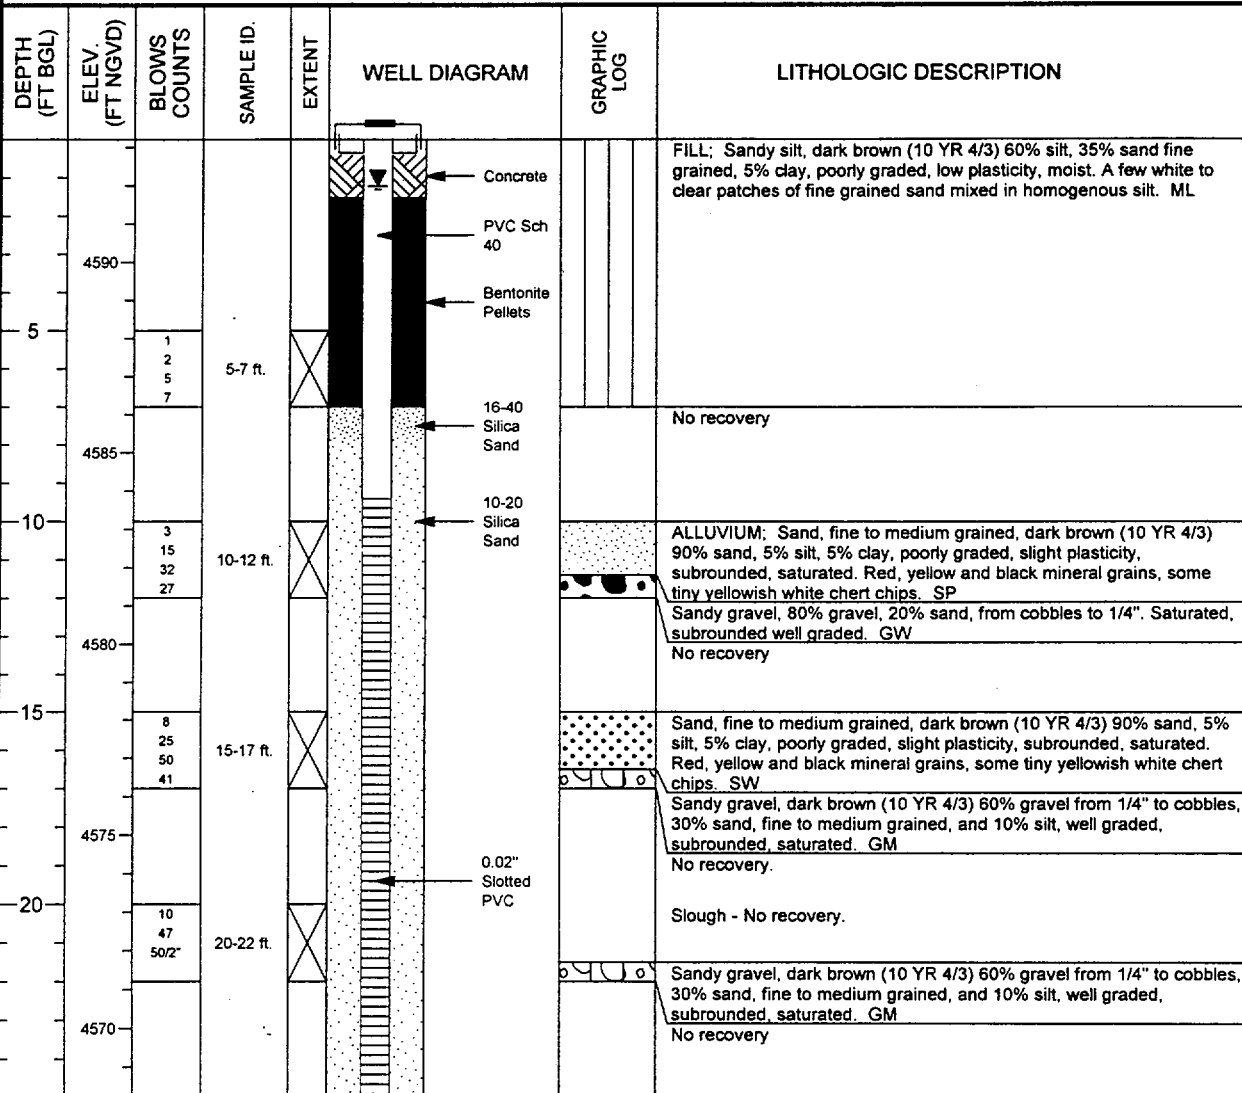 DEPTH (FT BGL)
ELEV. (FT NGVD)
BLOWS COUNTS
SAMPLE ID.
EXTENT
WELL DIAGRAM
GRAPHIC LOG
LITHOLOGIC DESCRIPTION
FILL; Sandy silt, dark brown (10 YR 4/3) 60% silt, 35% sand fine
grained, 5% clay, poorly graded, low plasticity, moist. A few white to
clear patches of fine grained sand mixed in homogenous silt. ML
Concrete
PVC Sch
40
4590
Bentonite
Pellets
5
1
2
5
7
5-7 ft.
16-40
Silica
Sand
No recovery
4585
10-20
Silica
Sand
10
3
15
32
27
10-12 ft.
ALLUVIUM; Sand, fine to medium grained, dark brown (10 YR 4/3)
90% sand, 5% silt, 5% clay, poorly graded, slight plasticity,
subrounded, saturated. Red, yellow and black mineral grains, some
tiny yellowish white chert chips. SP
Sandy gravel, 80% gravel, 20% sand, from cobbles to 1/4". Saturated,
subrounded well graded. GW
4580
No recovery
15
8
25
50
41
15-17 ft.
Sand, fine to medium grained, dark brown (10 YR 4/3) 90% sand, 5%
silt, 5% clay, poorly graded, slight plasticity, subrounded, saturated.
Red, yellow and black mineral grains, some tiny yellowish white chert
chips. SW
Sandy gravel, dark brown (10 YR 4/3) 60% gravel from 1/4" to cobbles,
30% sand, fine to medium grained, and 10% silt, well graded,
subrounded, saturated. GM
4575
No recovery.
0.02"
Slotted
PVC
20
10
47
50/2"
20-22 ft.
Slough - No recovery.
Sandy gravel, dark brown (10 YR 4/3) 60% gravel from 1/4" to cobbles,
30% sand, fine to medium grained, and 10% silt, well graded,
subrounded, saturated. GM
4570
No recovery